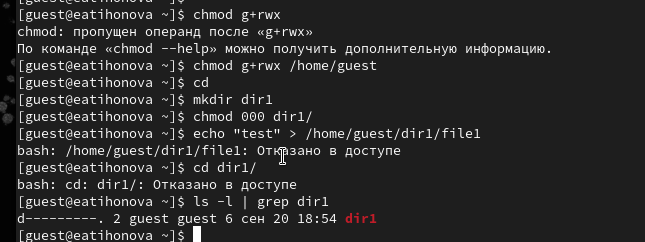 [guest@eatihonova ~]$ chmod g+rwx
chmod: пропущен операнд после «g+rwx»
По команде «chmod --help» можно получить дополнительную информацию.
[guest@eatihonova ~]$ chmod g+rwx /home/guest
[guest@eatihonova ~]$ cd
[guest@eatihonova ~]$ mkdir dir1
[guest@eatihonova ~]$ chmod 000 dir1/
[guest@eatihonova ~]$ echo "test" > /home/guest/dir1/file1
bash: /home/guest/dir1/file1: Отказано в доступе
[guest@eatihonova ~]$ cd dir1/
bash: cd: dir1/: Отказано в доступе
[guest@eatihonova ~]$ ls -l | grep dir1
d---------. 2 guest guest 6 сен 20 18:54 dir1
[guest@eatihonova ~]$